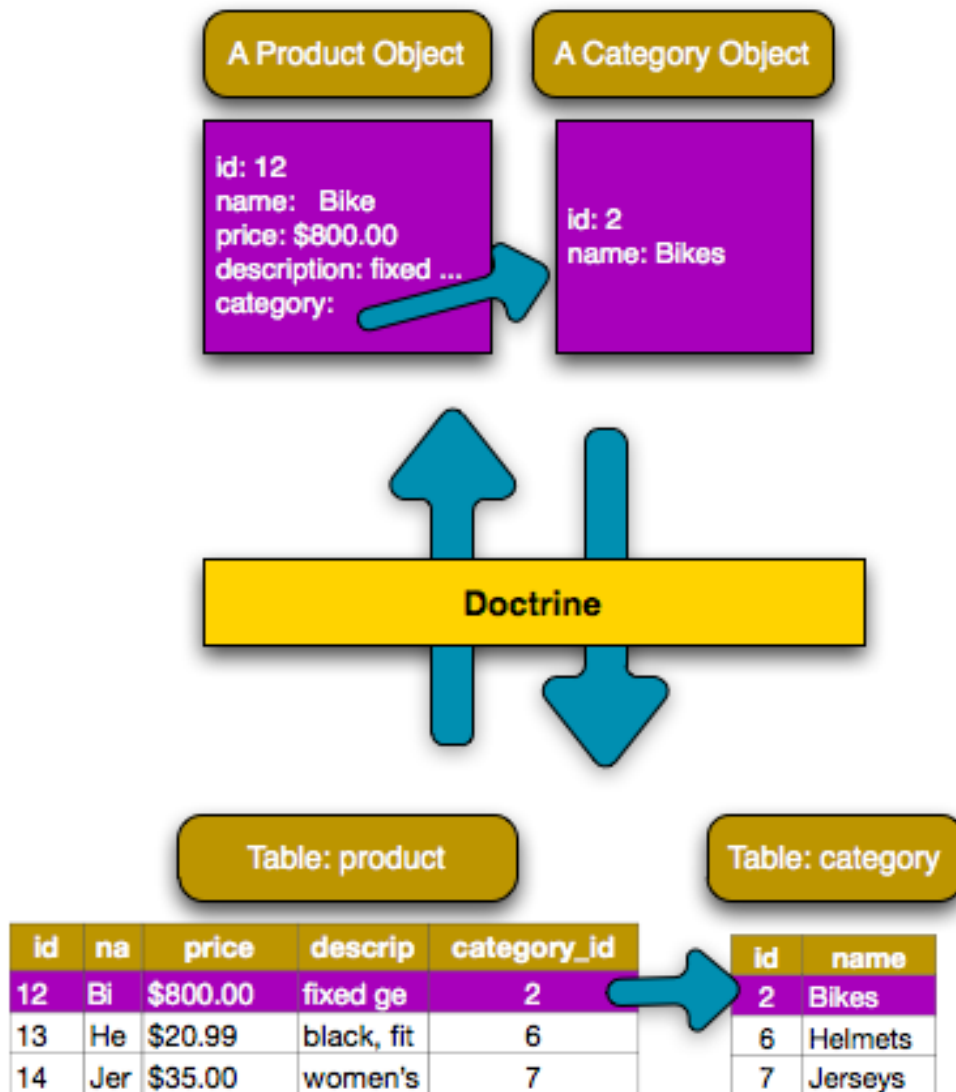 A Product Object
A Category Object
id: 12
name: Bike
price: $800.00
description: fixed ...
category:
id: 2
name: Bikes
Doctrine
Table: product
Table: category
id na price descrip category_id
12 Bi $800.00 fixed ge 2
13 He $20.99 black, fit 6
14 Jer $35.00 women's 7
id name
2 Bikes
6 Helmets
7 Jerseys